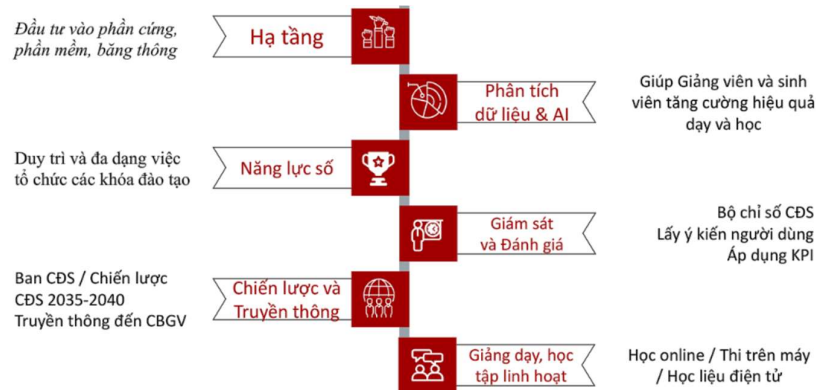 Đầu tư vào phần cứng,
phần mềm, băng thông
Hạ tầng
Phân tích
dữ liệu & AI
Giúp Giảng viên và sinh
viên tăng cường hiệu quả
dạy và học
Duy trì và đa dạng việc
tổ chức các khóa đào tạo
Năng lực số
Giám sát
và Đánh giá
Bộ chỉ số CĐS
Lấy ý kiến người dùng
Áp dụng KPI
Ban CĐS / Chiến lược
CĐS 2035-2040
Truyền thông đến CBGV
Chiến lược và
Truyền thông
Giảng dạy, học
tập linh hoạt
Học online / Thi trên máy
/ Học liệu điện tử